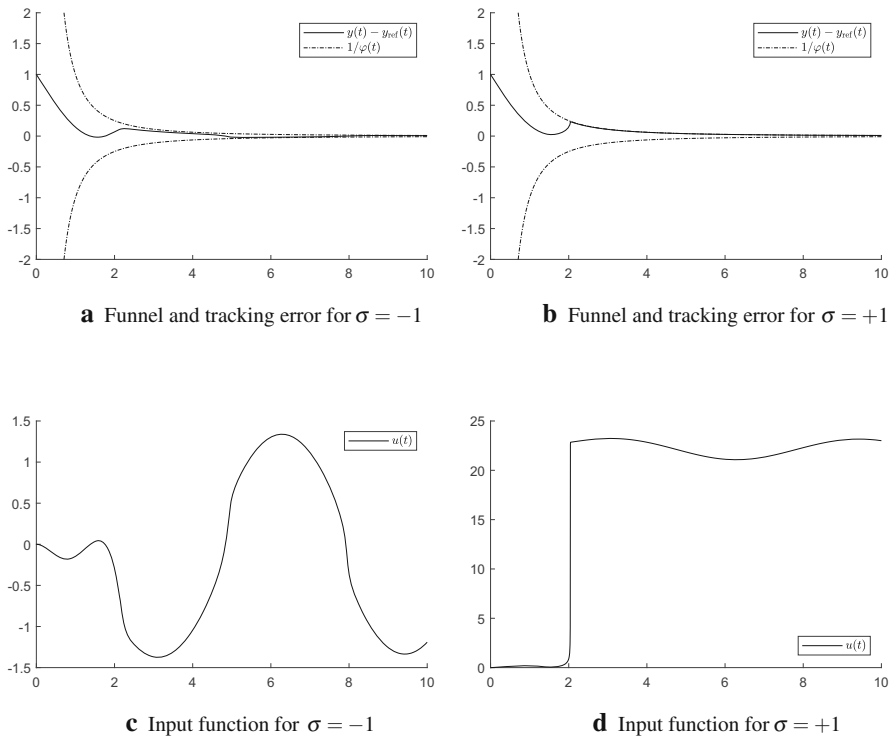 2
1.5
1
0.5
0
-0.5
-1
-1.5
-2
0 2 4 6 8 10
y(t) − y_ref(t)
1/φ(t)
a Funnel and tracking error for σ = −1
2
1.5
1
0.5
0
-0.5
-1
-1.5
-2
0 2 4 6 8 10
y(t) − y_ref(t)
1/φ(t)
b Funnel and tracking error for σ = +1
1.5
1
0.5
0
-0.5
-1
-1.5
0 2 4 6 8 10
u(t)
c Input function for σ = −1
25
20
15
10
5
0
0 2 4 6 8 10
u(t)
d Input function for σ = +1